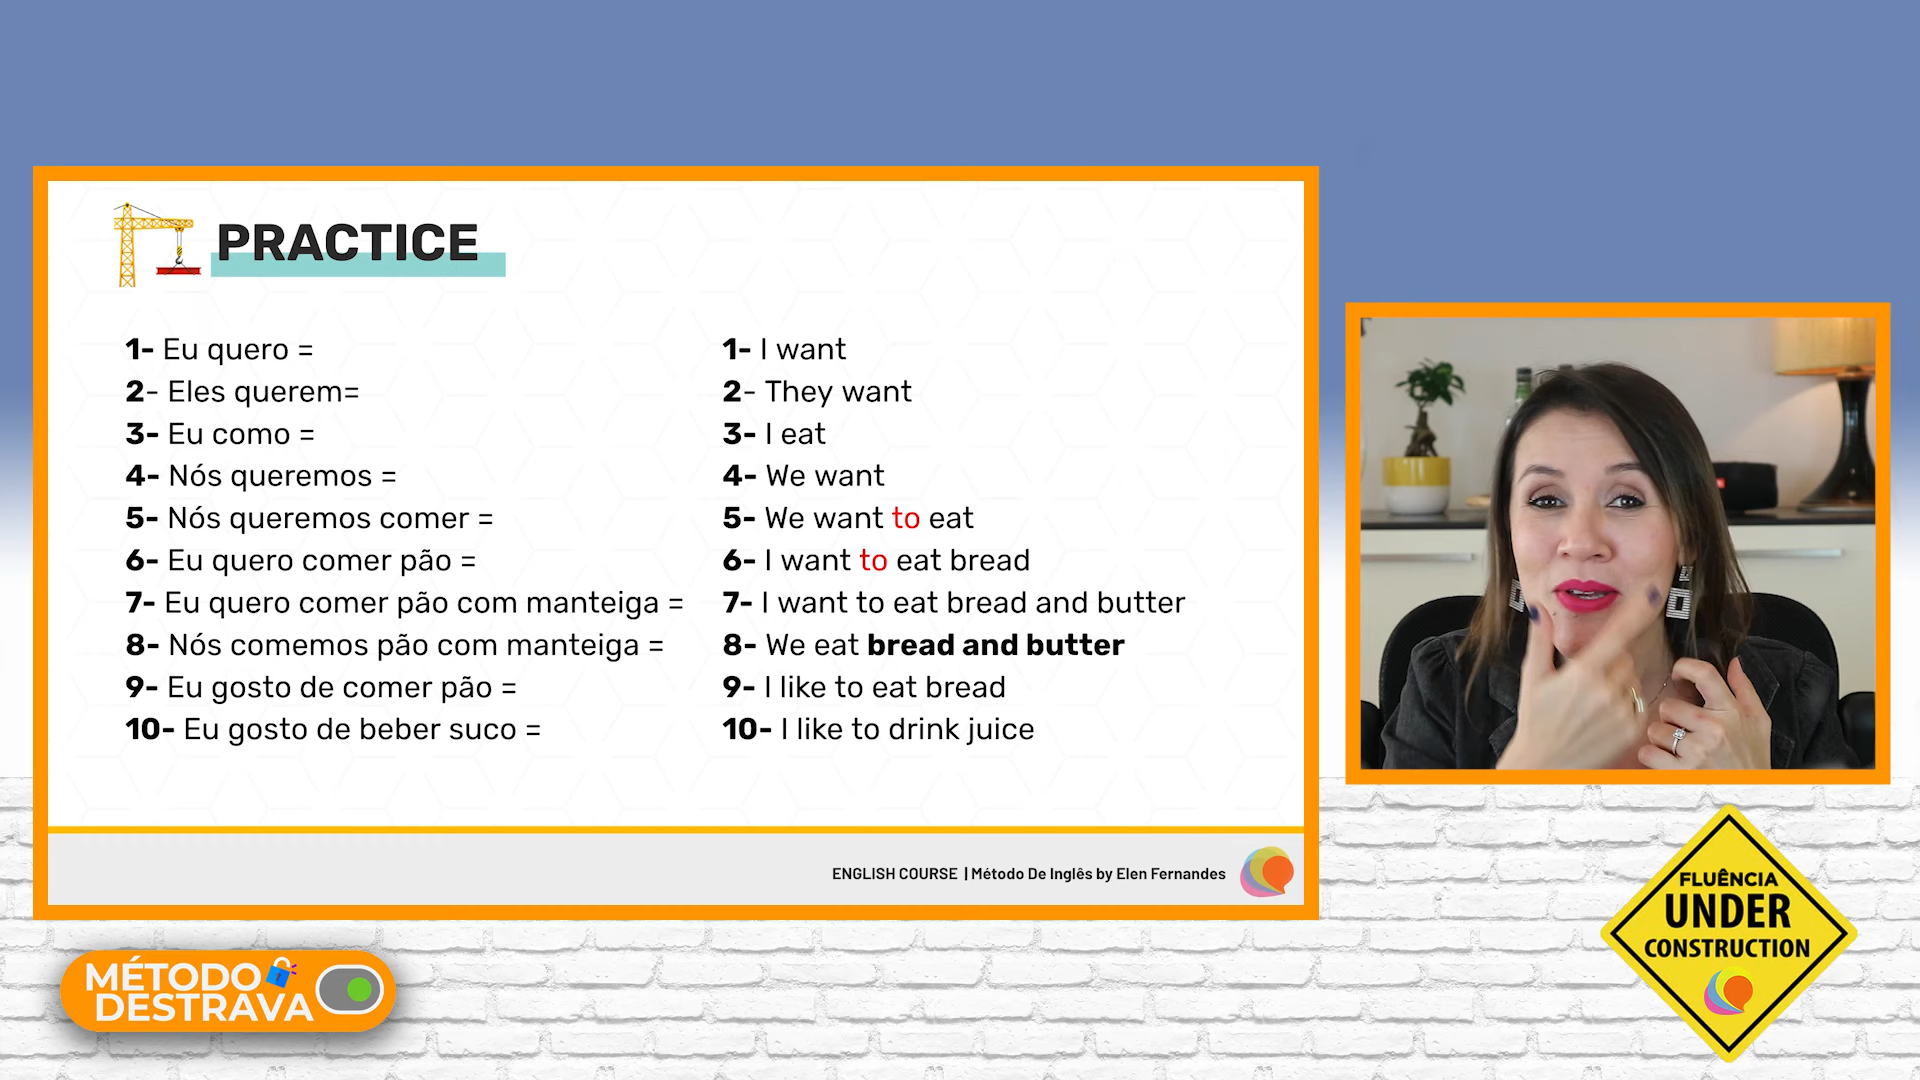 PRACTICE
1- Eu quero =
2- Eles querem=
3- Eu como =
4- Nós queremos =
5- Nós queremos comer =
6- Eu quero comer pão =
7- Eu quero comer pão com manteiga =
8- Nós comemos pão com manteiga =
9- Eu gosto de comer pão =
10- Eu gosto de beber suco =
1- I want
2- They want
3- I eat
4- We want
5- We want to eat
6- I want to eat bread
7- I want to eat bread and butter
8- We eat bread and butter
9- I like to eat bread
10- I like to drink juice
ENGLISH COURSE | Método De Inglês by Elen Fernandes
MÉTODO
DESTRAVA
FLUÊNCIA
UNDER
CONSTRUCTION